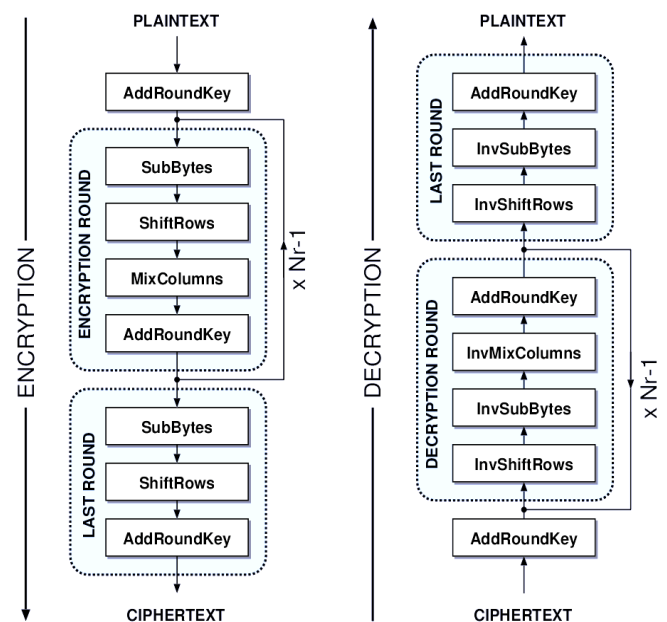 PLAINTEXT
AddRoundKey
SubBytes
ShiftRows
MixColumns
AddRoundKey
ENCRYPTION ROUND
x Nr-1
SubBytes
ShiftRows
AddRoundKey
LAST ROUND
CIPHERTEXT
ENCRYPTION
PLAINTEXT
AddRoundKey
InvSubBytes
InvShiftRows
LAST ROUND
AddRoundKey
InvMixColumns
InvSubBytes
InvShiftRows
DECRYPTION ROUND
x Nr-1
AddRoundKey
CIPHERTEXT
DECRYPTION